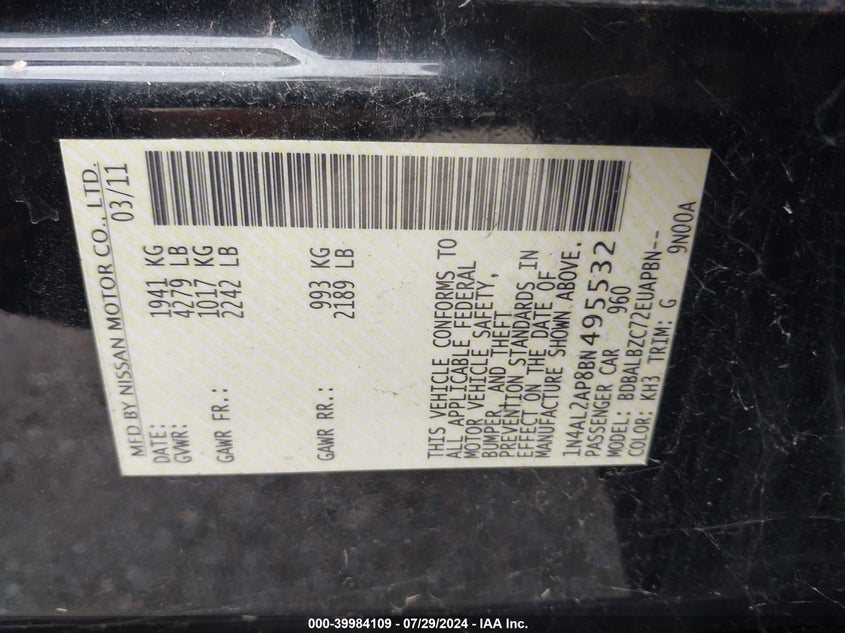 MFD BY NISSAN MOTOR CO., LTD.
DATE: 03/11
GVWR: 1941 KG
4279 LB
GAWR FR.: 1017 KG
2242 LB
GAWR RR.: 993 KG
2189 LB
THIS VEHICLE CONFORMS TO
ALL APPLICABLE FEDERAL
MOTOR VEHICLE SAFETY,
BUMPER, AND THEFT
PREVENTION STANDARDS IN
EFFECT ON THE DATE OF
MANUFACTURE SHOWN ABOVE.
1N4AL2AP8BN495532
PASSENGER CAR 960
MODEL: BDBALBZC72EUAPBN--
COLOR: KH3 TRIM: G 9N00A
000-39984109 - 07/29/2024 - IAA Inc.